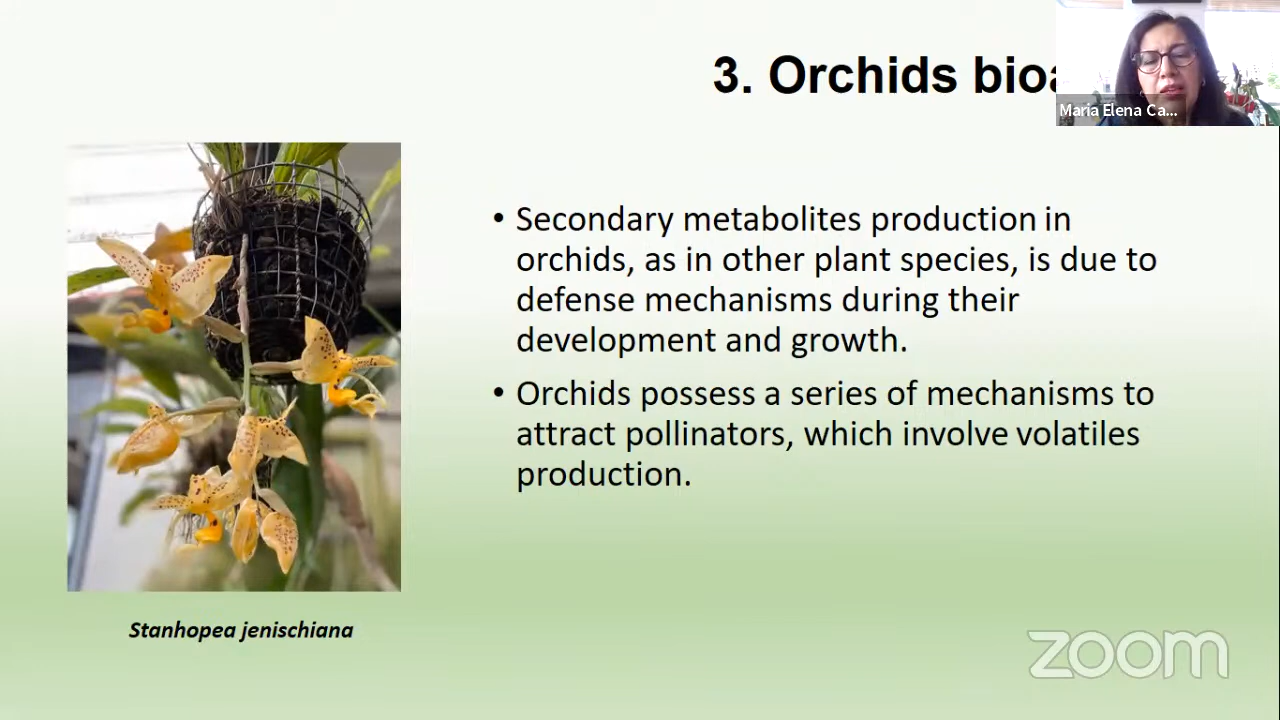 3. Orchids bioa
Maria Elena Ca...
• Secondary metabolites production in
orchids, as in other plant species, is due to
defense mechanisms during their
development and growth.
• Orchids possess a series of mechanisms to
attract pollinators, which involve volatiles
production.
Stanhopea jenischiana
zoom